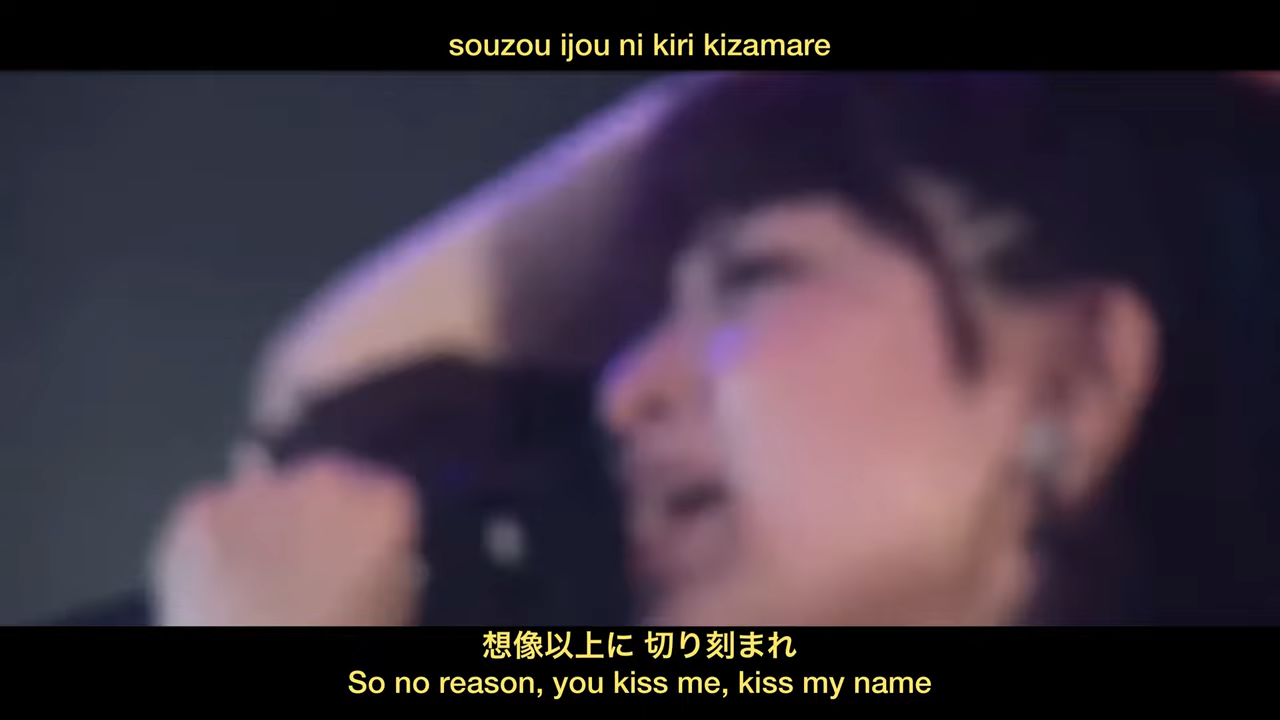 souzou ijou ni kiri kizamare
想像以上に 切り刻まれ
So no reason, you kiss me, kiss my name